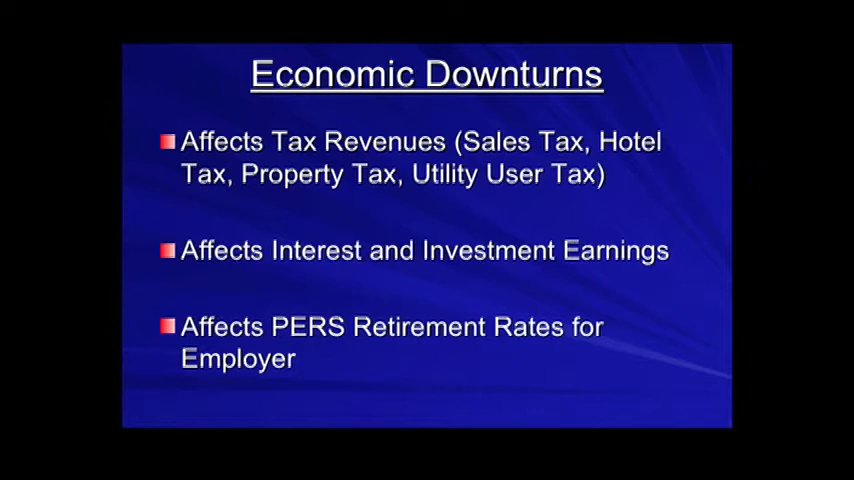 Economic Downturns
Affects Tax Revenues (Sales Tax, Hotel
Tax, Property Tax, Utility User Tax)
Affects Interest and Investment Earnings
Affects PERS Retirement Rates for
Employer